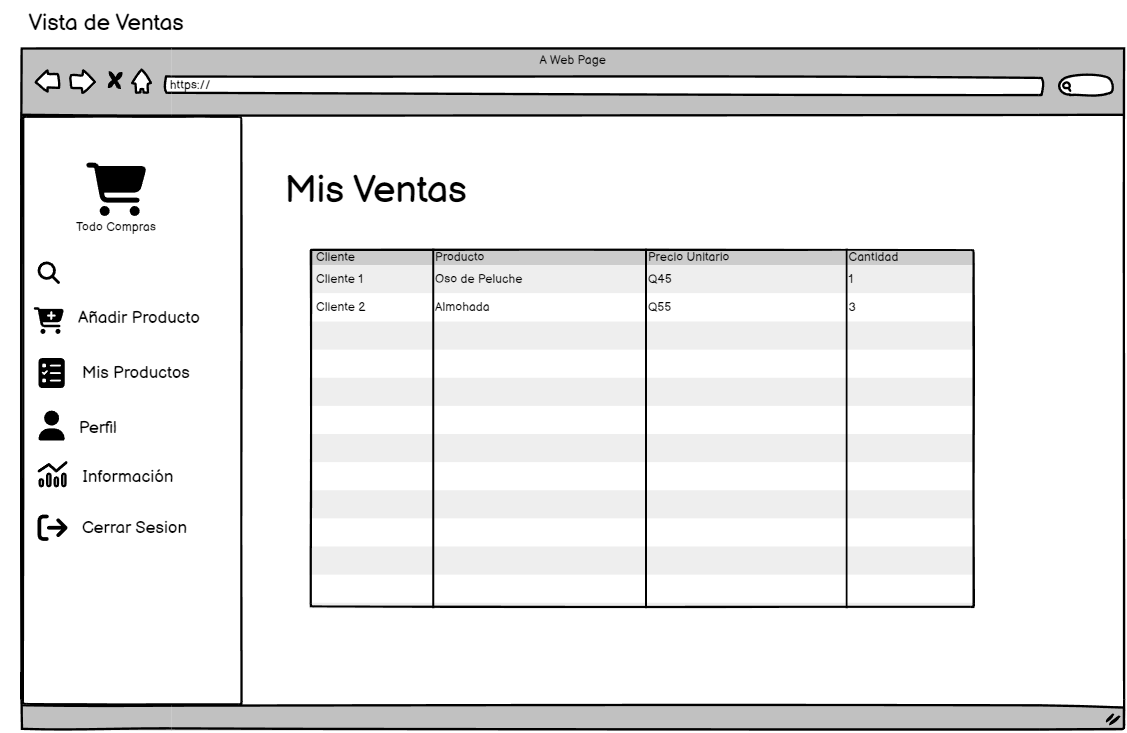 Vista de Ventas
A Web Page
https://
Todo Compras
Añadir Producto
Mis Productos
Perfil
Información
Cerrar Sesion
Mis Ventas
Cliente Producto Precio Unitario Cantidad
Cliente 1 Oso de Peluche Q45 1
Cliente 2 Almohada Q55 3